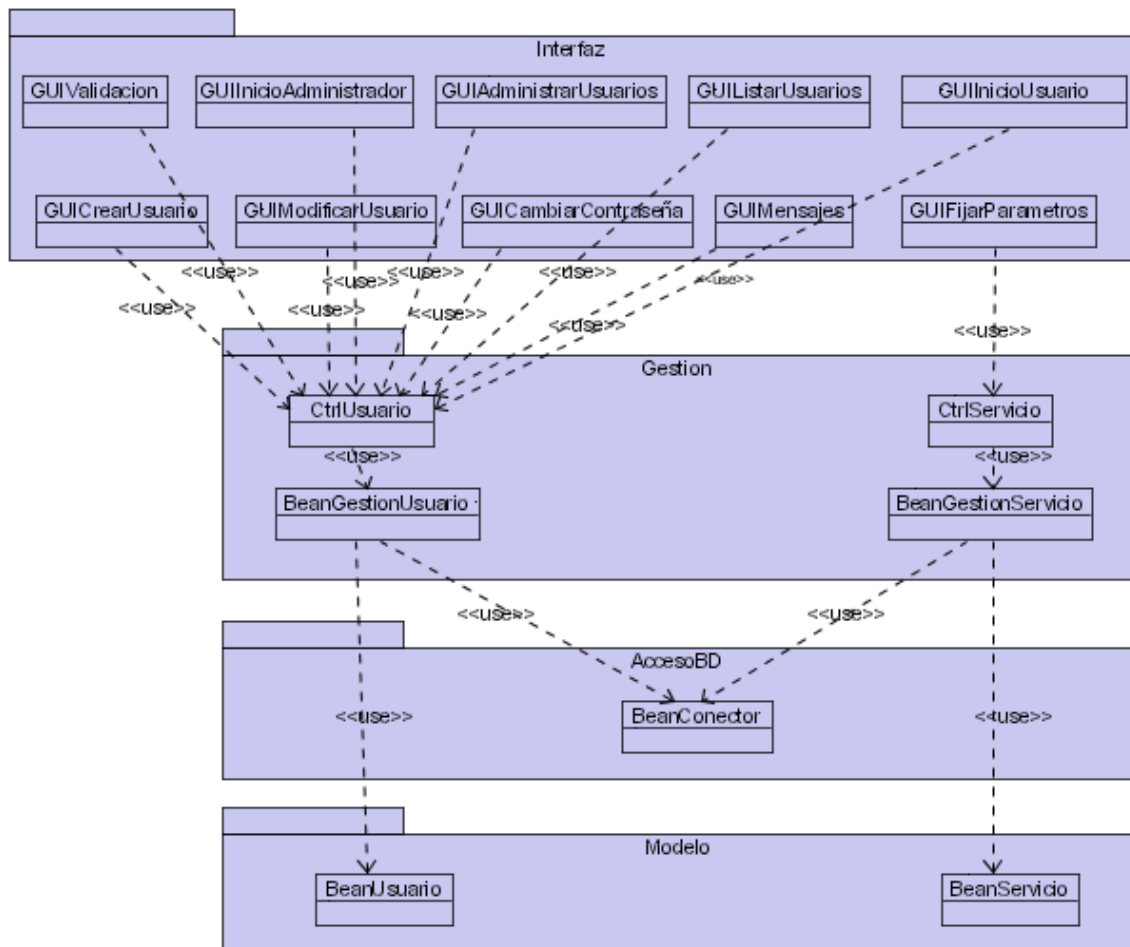 Interfaz
GUIValidacion
GUIInicioAdministrador
GUIAdministrarUsuarios
GUIListarUsuarios
GUIInicioUsuario
GUICrearUsuario
GUIModificarUsuario
GUICambiarContraseña
GUIMensajes
GUIFijarParametros
<<use>>
<<use>>
<<use>>
<<use>>
<<use>>
<<use>>
<<use>>
<<use>>
<<use>>
<<use>>
Gestion
CtrlUsuario
CtrlServicio
<<use>>
<<use>>
BeanGestionUsuario
BeanGestionServicio
<<use>>
<<use>>
AccesoBD
BeanConector
<<use>>
<<use>>
Modelo
BeanUsuario
BeanServicio